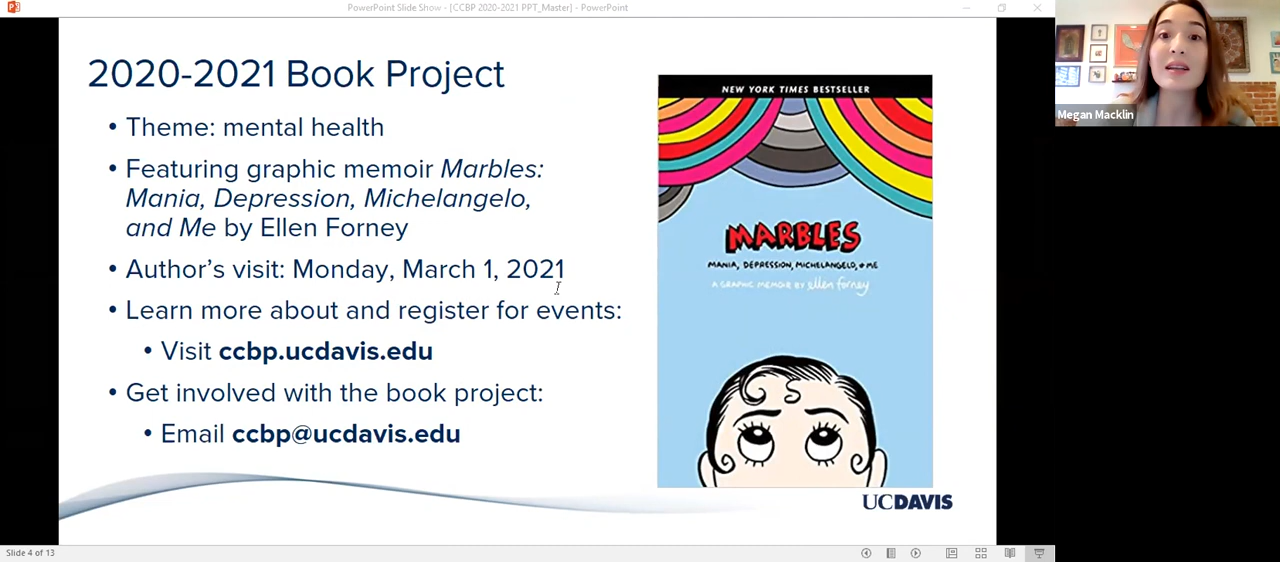 PowerPoint Slide Show - [CCBP 2020-2021 PPT_Master] - PowerPoint
2020-2021 Book Project
• Theme: mental health
• Featuring graphic memoir Marbles:
Mania, Depression, Michelangelo,
and Me by Ellen Forney
• Author's visit: Monday, March 1, 2021
• Learn more about and register for events:
• Visit ccbp.ucdavis.edu
• Get involved with the book project:
• Email ccbp@ucdavis.edu
NEW YORK TIMES BESTSELLER
MARBLES
MANIA, DEPRESSION, MICHELANGELO, + ME
A GRAPHIC MEMOIR BY ellen forney
UCDAVIS
Megan Macklin
Slide 4 of 13